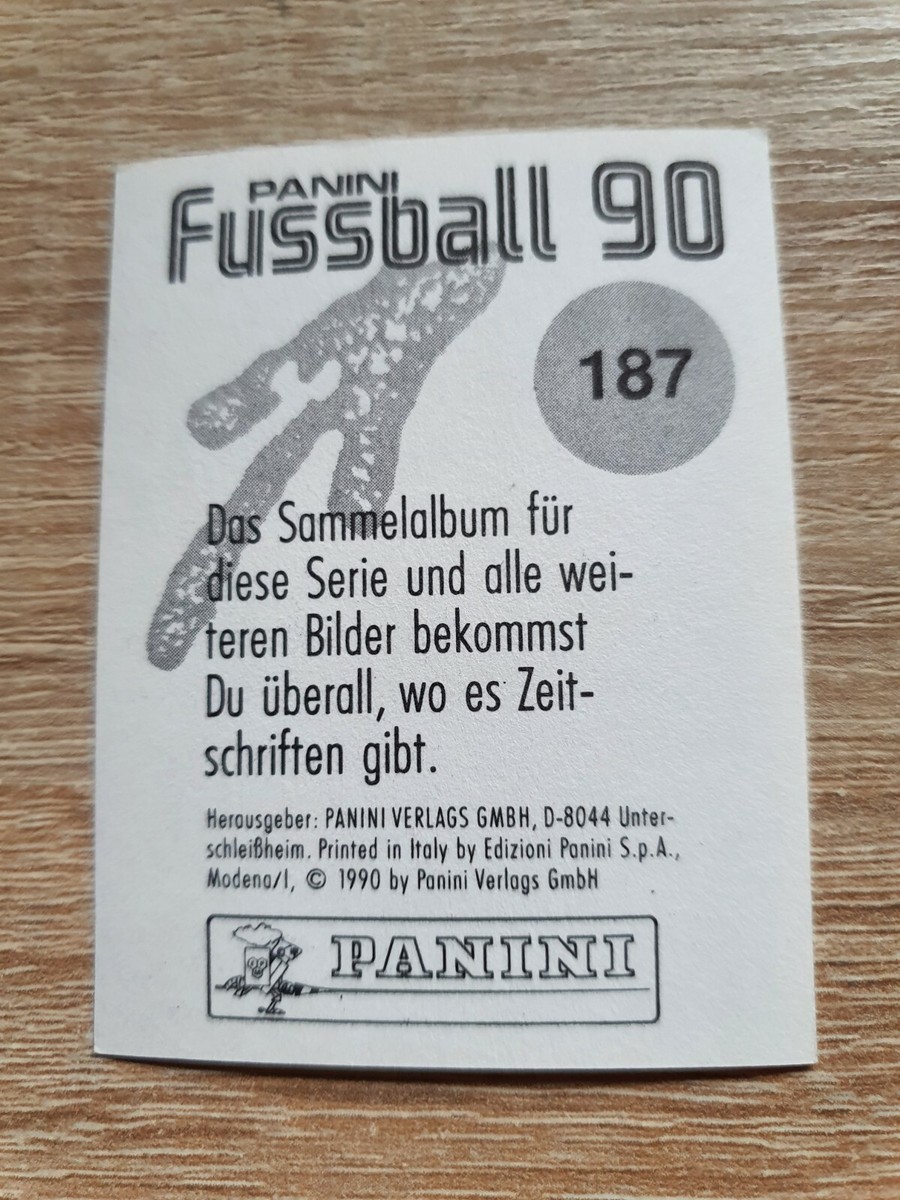 PANINI
Fussball 90
187
Das Sammelalbum für
diese Serie und alle wei-
teren Bilder bekommst
Du überall, wo es Zeit-
schriften gibt.
Herausgeber: PANINI VERLAGS GMBH, D-8044 Unter-
schleißheim. Printed in Italy by Edizioni Panini S.p.A.,
Modena/I, © 1990 by Panini Verlags GmbH
PANINI